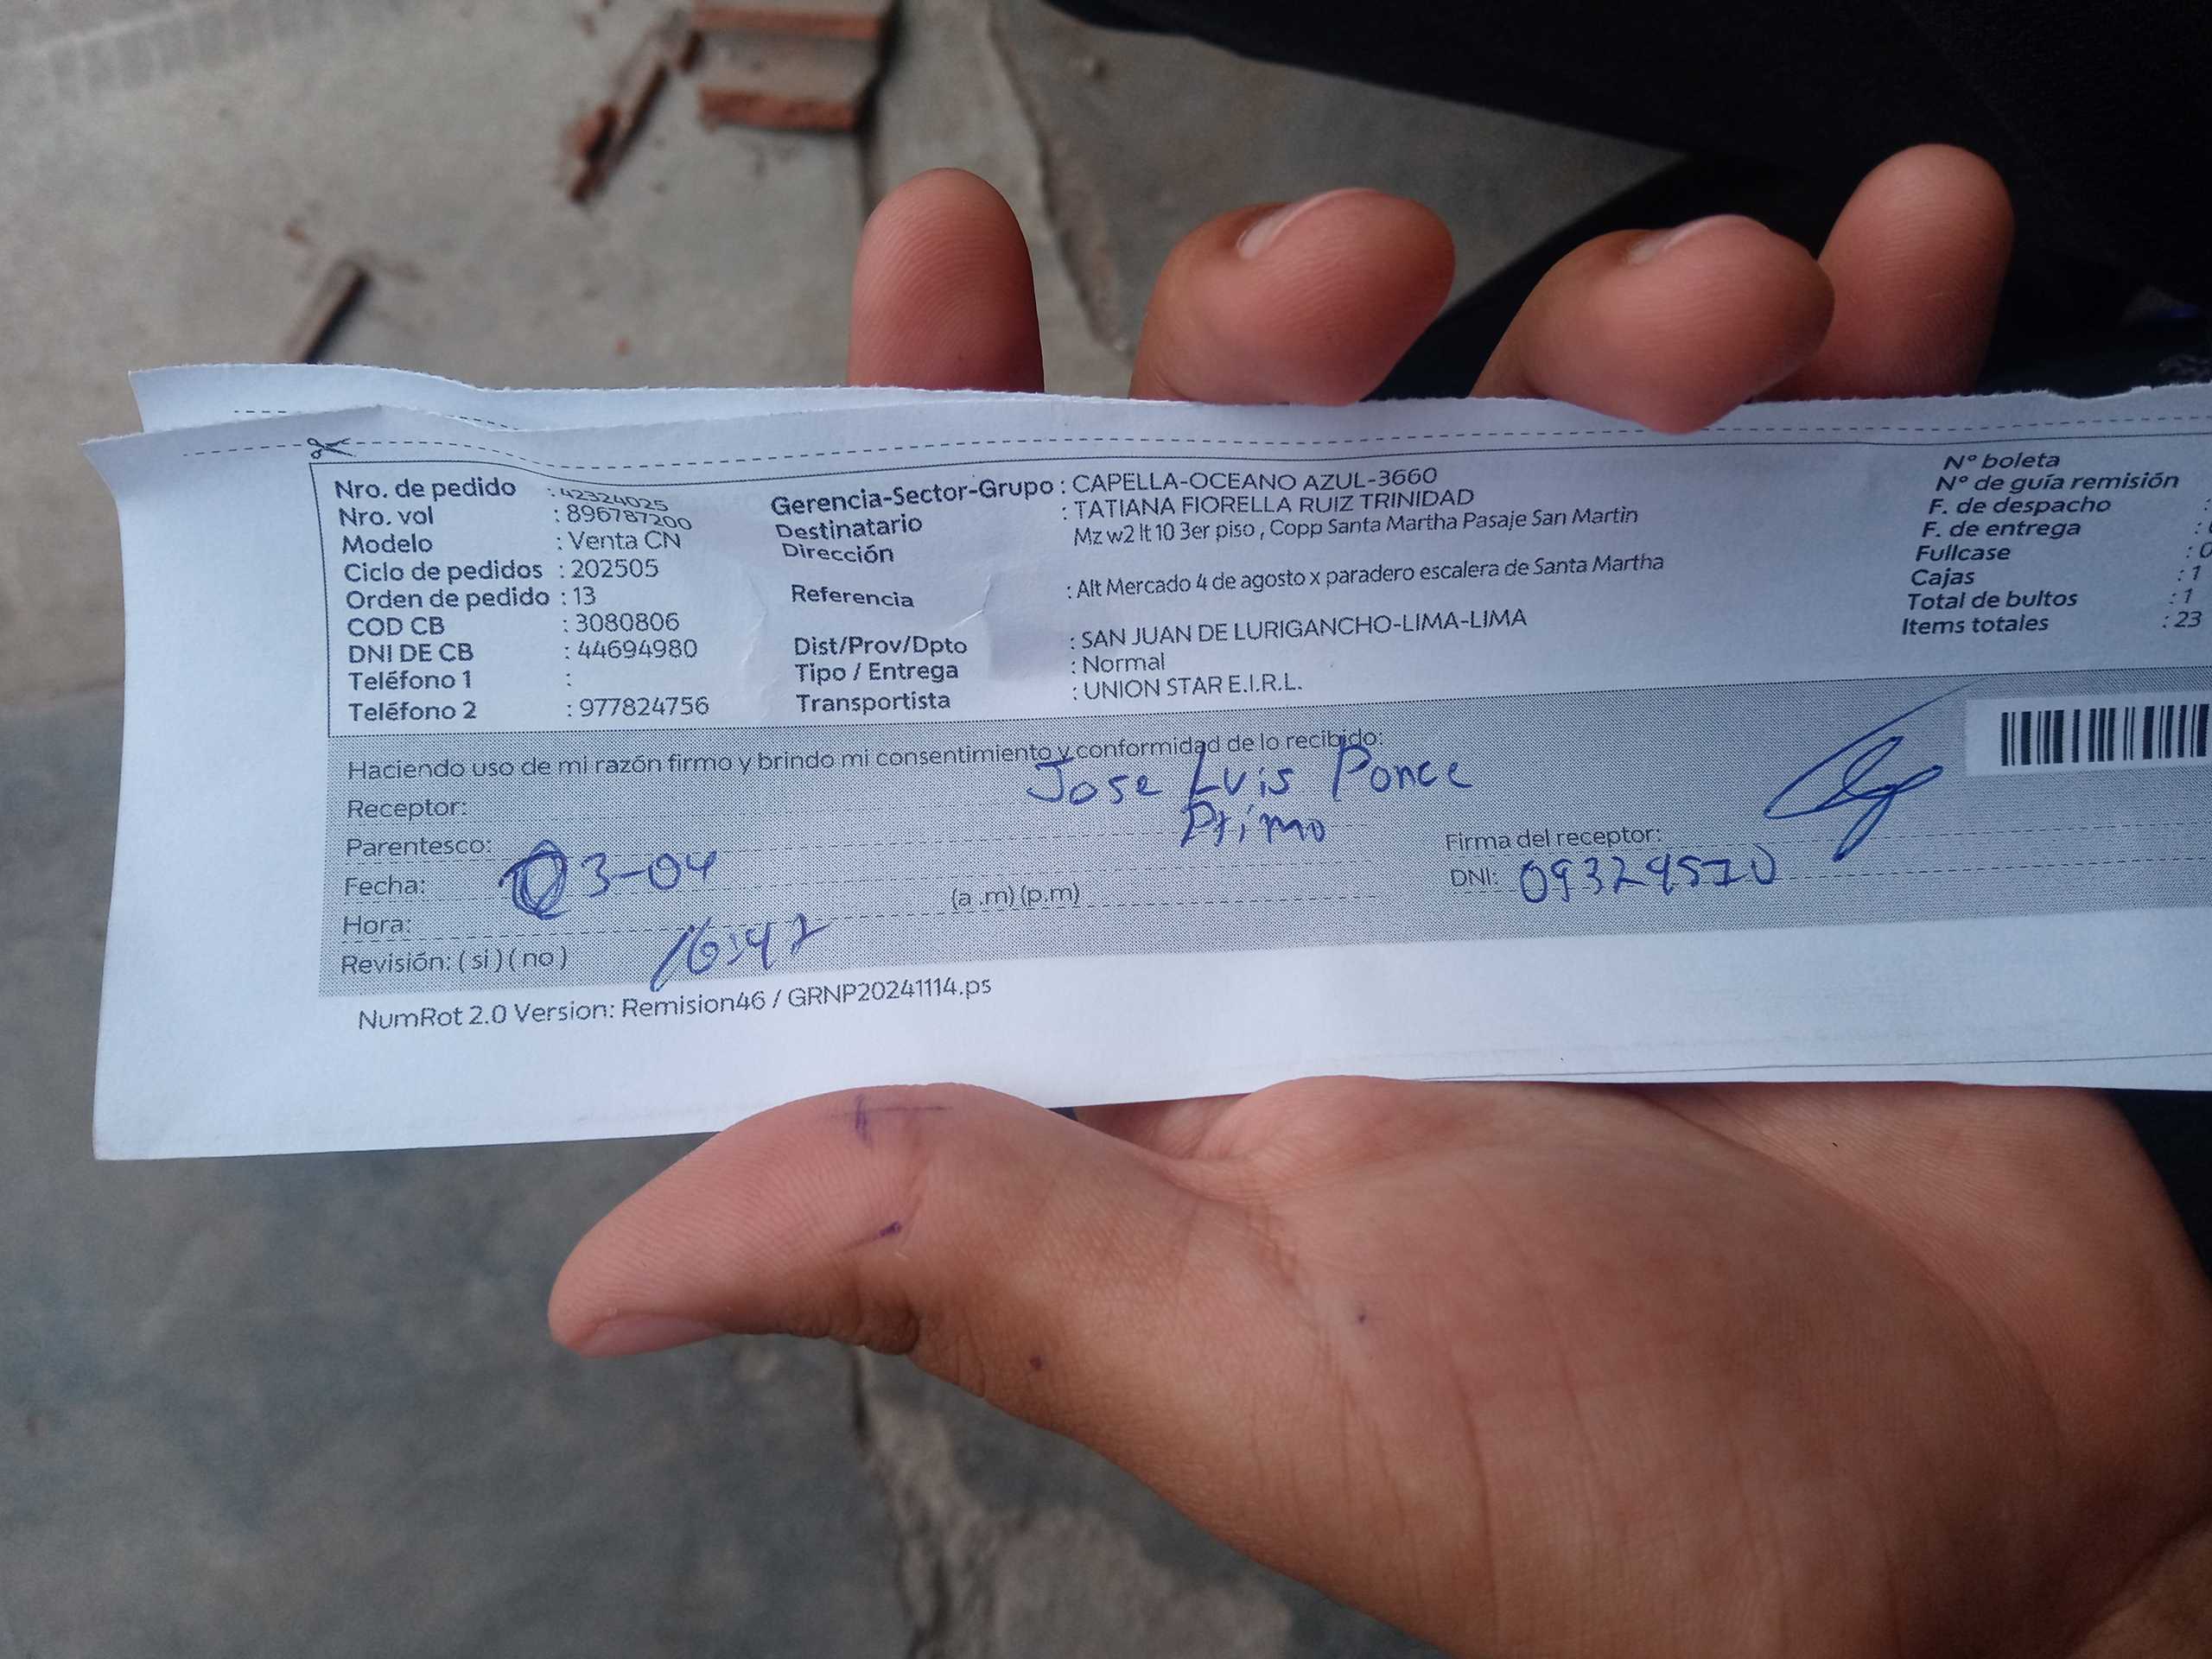 Nro. de pedido : 42324025
Nro. vol : 896787200
Modelo : Venta CN
Ciclo de pedidos : 202505
Orden de pedido : 13
COD CB : 3080806
DNI DE CB : 44694980
Teléfono 1 :
Teléfono 2 : 977824756
Gerencia-Sector-Grupo : CAPELLA-OCEANO AZUL-3660
Destinatario : TATIANA FIORELLA RUIZ TRINIDAD
Dirección Mz w2 lt 10 3er piso , Copp Santa Martha Pasaje San Martin
Referencia : Alt Mercado 4 de agosto x paradero escalera de Santa Martha
Dist/Prov/Dpto : SAN JUAN DE LURIGANCHO-LIMA-LIMA
Tipo / Entrega : Normal
Transportista : UNION STAR E.I.R.L.
N° boleta
N° de guía remisión
F. de despacho :
F. de entrega :
Fullcase : 0
Cajas : 1
Total de bultos : 1
Items totales : 23
Haciendo uso de mi razón firmo y brindo mi consentimiento y conformidad de lo recibido:
Receptor: Jose Luis Ponce
Parentesco: Primo
Firma del receptor:
Fecha: 03-04
DNI: 09324570
Hora: 16:47 (a .m) (p.m)
Revisión: ( si ) ( no )
NumRot 2.0 Version: Remision46 / GRNP20241114.ps